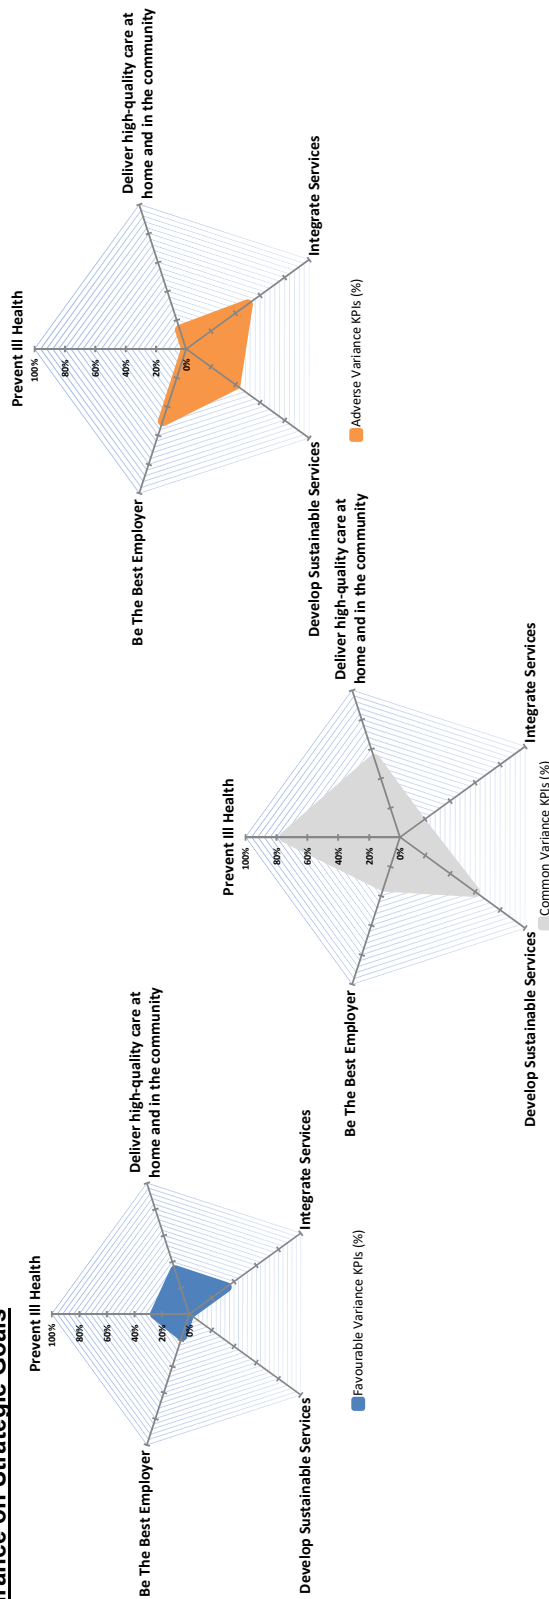 rance on Strategic Goals
Prevent Ill Health
100%
80%
60%
40%
20%
0%
Deliver high-quality care at
home and in the community
Integrate Services
Develop Sustainable Services
Be The Best Employer
Favourable Variance KPIs (%)
Prevent Ill Health
100%
80%
60%
40%
20%
0%
Deliver high-quality care at
home and in the community
Integrate Services
Develop Sustainable Services
Be The Best Employer
Common Variance KPIs (%)
Prevent Ill Health
100%
80%
60%
40%
20%
0%
Deliver high-quality care at
home and in the community
Integrate Services
Develop Sustainable Services
Be The Best Employer
Adverse Variance KPIs (%)